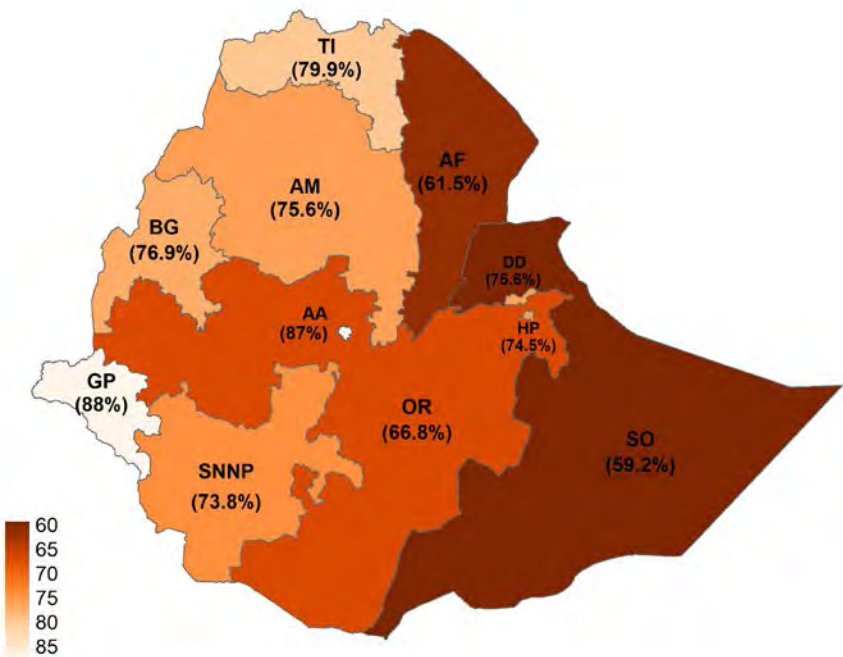 TI
(79.9%)
AF
(61.5%)
AM
(75.6%)
BG
(76.9%)
DD
(75.6%)
AA
(87%)
HP
(74.5%)
GP
(88%)
OR
(66.8%)
SO
(59.2%)
SNNP
(73.8%)
60
65
70
75
80
85